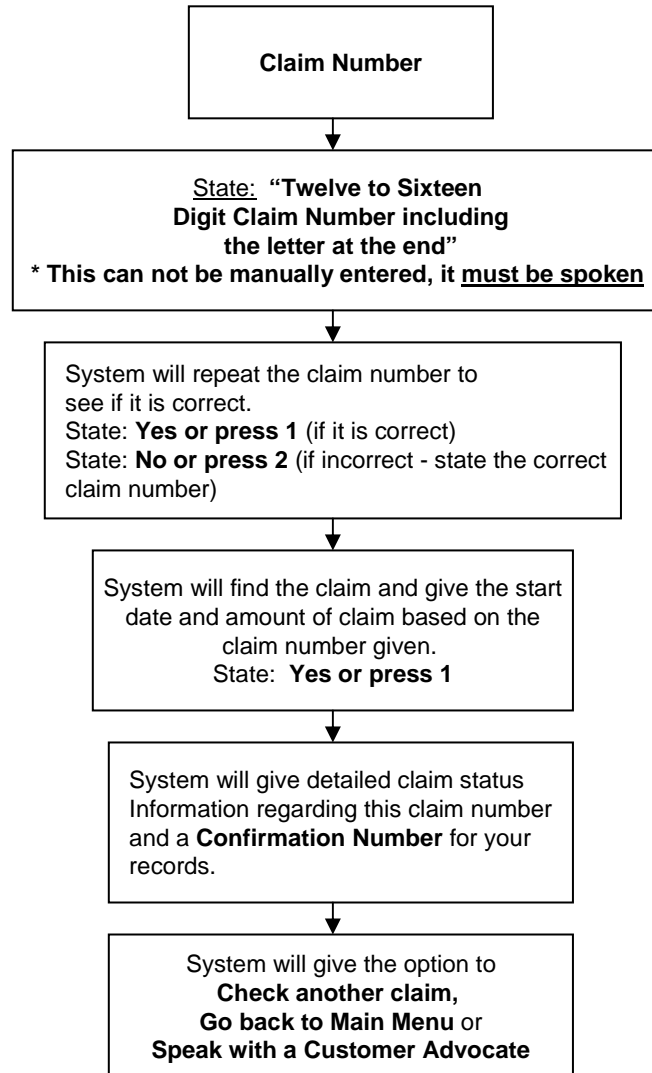 Claim Number
State: “Twelve to Sixteen
Digit Claim Number including
the letter at the end”
* This can not be manually entered, it must be spoken
System will repeat the claim number to
see if it is correct.
State: Yes or press 1 (if it is correct)
State: No or press 2 (if incorrect - state the correct
claim number)
System will find the claim and give the start
date and amount of claim based on the
claim number given.
State: Yes or press 1
System will give detailed claim status
Information regarding this claim number
and a Confirmation Number for your
records.
System will give the option to
Check another claim,
Go back to Main Menu or
Speak with a Customer Advocate